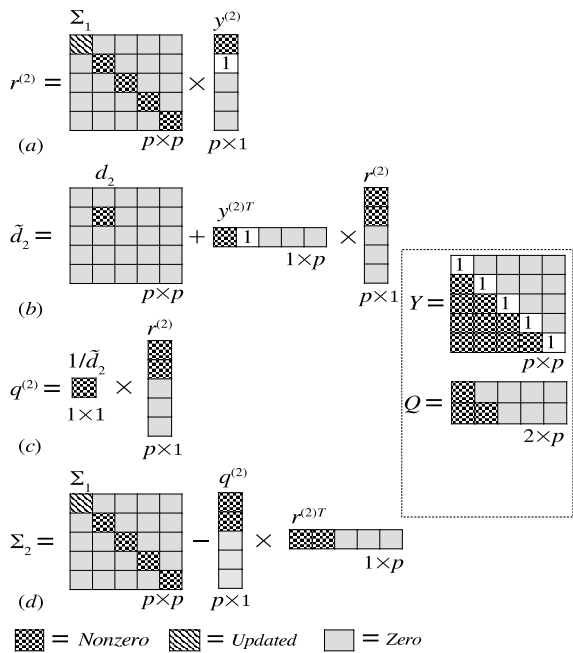 Σ₁ y⁽²⁾
r⁽²⁾ = × 1
(a) p×p p×1
d₂ y⁽²⁾ᵀ r⁽²⁾
d̃₂ = + 1 ×
1×p
(b) p×p p×1
1/d̃₂ r⁽²⁾
q⁽²⁾ = ×
1×1
(c) p×1
Y = 1 1 1 1 1
p×p
Q =
2×p
Σ₁ q⁽²⁾ r⁽²⁾ᵀ
Σ₂ = − ×
1×p
(d) p×p p×1
= Nonzero = Updated = Zero